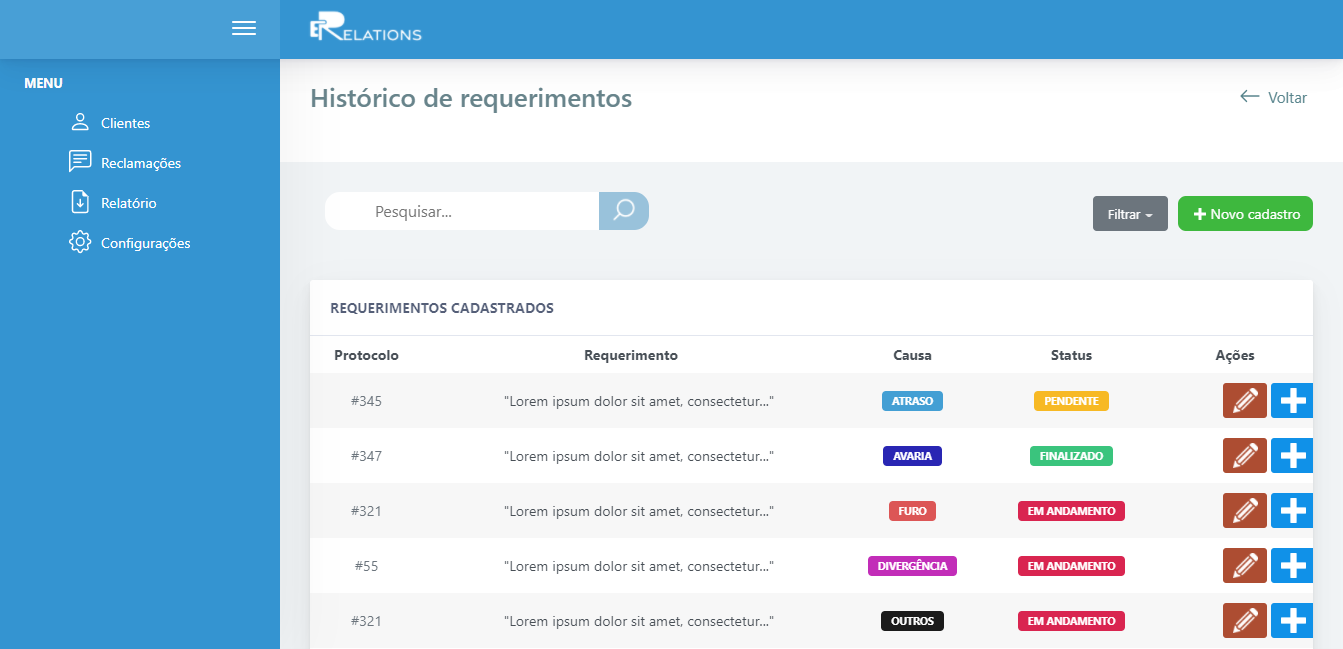 ERELATIONS
MENU
Clientes
Reclamações
Relatório
Configurações
Histórico de requerimentos
Voltar
Pesquisar...
Filtrar
Novo cadastro
REQUERIMENTOS CADASTRADOS
Protocolo Requerimento Causa Status Ações
#345 "Lorem ipsum dolor sit amet, consectetur..." ATRASO PENDENTE
#347 "Lorem ipsum dolor sit amet, consectetur..." AVARIA FINALIZADO
#321 "Lorem ipsum dolor sit amet, consectetur..." FURO EM ANDAMENTO
#55 "Lorem ipsum dolor sit amet, consectetur..." DIVERGÊNCIA EM ANDAMENTO
#321 "Lorem ipsum dolor sit amet, consectetur..." OUTROS EM ANDAMENTO